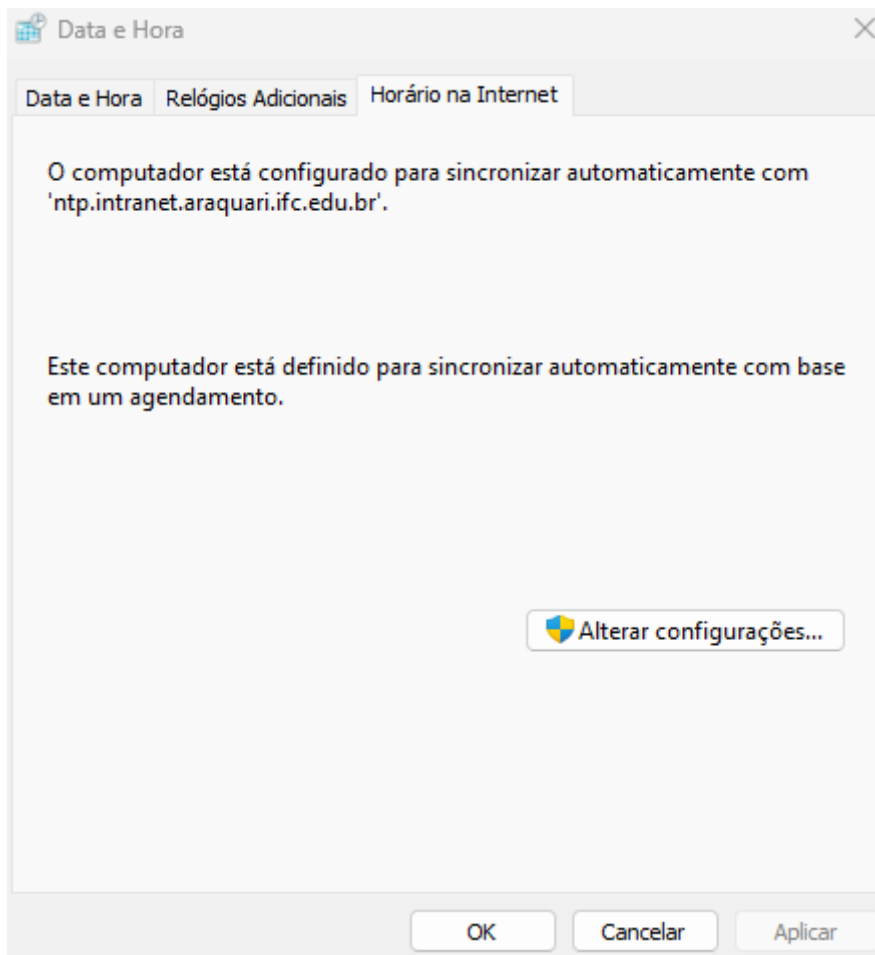 Data e Hora
Data e Hora Relógios Adicionais Horário na Internet
O computador está configurado para sincronizar automaticamente com
'ntp.intranet.araquari.ifc.edu.br'.
Este computador está definido para sincronizar automaticamente com base
em um agendamento.
Alterar configurações...
OK Cancelar Aplicar